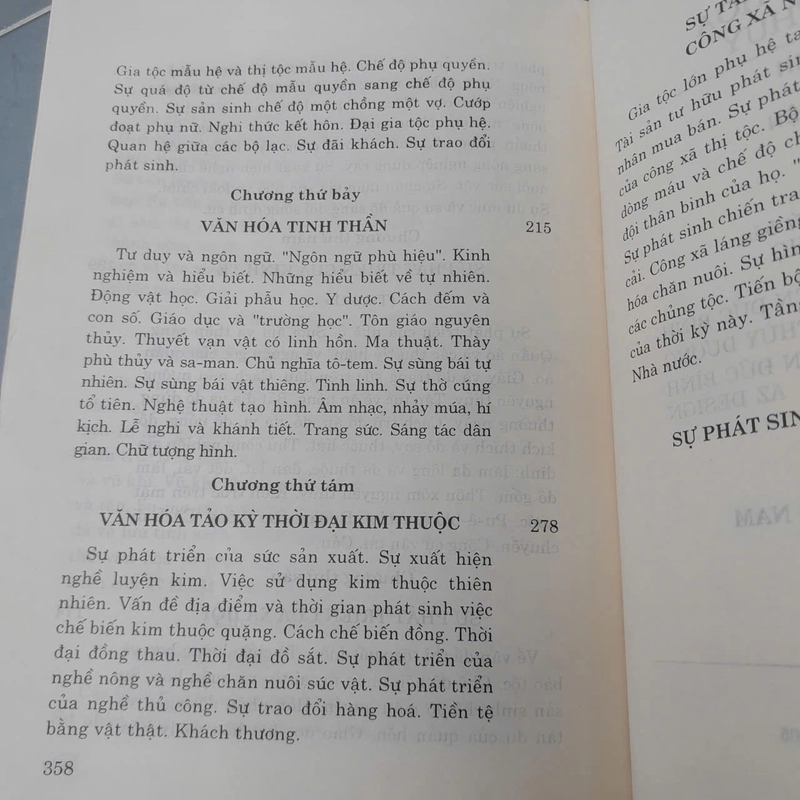 Gia tộc mẫu hệ và thị tộc mẫu hệ. Chế độ phụ quyền.
Sự quá độ từ chế độ mẫu quyền sang chế độ phụ
quyền. Sự sản sinh chế độ một chồng một vợ. Cướp
đoạt phụ nữ. Nghi thức kết hôn. Đại gia tộc phụ hệ.
Quan hệ giữa các bộ lạc. Sự đãi khách. Sự trao đổi
phát sinh.
Chương thứ bảy
VĂN HÓA TINH THẦN 215
Tư duy và ngôn ngữ. "Ngôn ngữ phù hiệu". Kinh
nghiệm và hiểu biết. Những hiểu biết về tự nhiên.
Động vật học. Giải phẫu học. Y dược. Cách đếm và
con số. Giáo dục và "trường học". Tôn giáo nguyên
thủy. Thuyết vạn vật có linh hồn. Ma thuật. Thày
phù thủy và sa-man. Chủ nghĩa tô-tem. Sự sùng bái tự
nhiên. Sự sùng bái vật thiêng. Tinh linh. Sự thờ cúng
tổ tiên. Nghệ thuật tạo hình. Âm nhạc, nhảy múa, hí
kịch. Lễ nghi và khánh tiết. Trang sức. Sáng tác dân
gian. Chữ tượng hình.
Chương thứ tám
VĂN HÓA TẢO KỲ THỜI ĐẠI KIM THUỘC 278
Sự phát triển của sức sản xuất. Sự xuất hiện
nghề luyện kim. Việc sử dụng kim thuộc thiên
nhiên. Vấn đề địa điểm và thời gian phát sinh việc
chế biến kim thuộc quặng. Cách chế biến đồng. Thời
đại đồng thau. Thời đại đồ sắt. Sự phát triển của
nghề nông và nghề chăn nuôi súc vật. Sự phát triển
của nghề thủ công. Sự trao đổi hàng hoá. Tiền tệ
bằng vật thật. Khách thương.
358
SỰ TA
CÔNG XÃ N
Gia tộc lớn phụ hệ ta
Tài sản tư hữu phát sin
nhân mua bán. Sự phát
của công xã thị tộc. Bộ
dòng máu và chế độ ch
đội thân binh của họ. "
Sự phát sinh chiến tra
cải. Công xã láng giềng
hóa chăn nuôi. Sự hìn
các chủng tộc. Tiến bộ
của thời kỳ này. Tần
Nhà nước.
SỰ PHÁT SIN